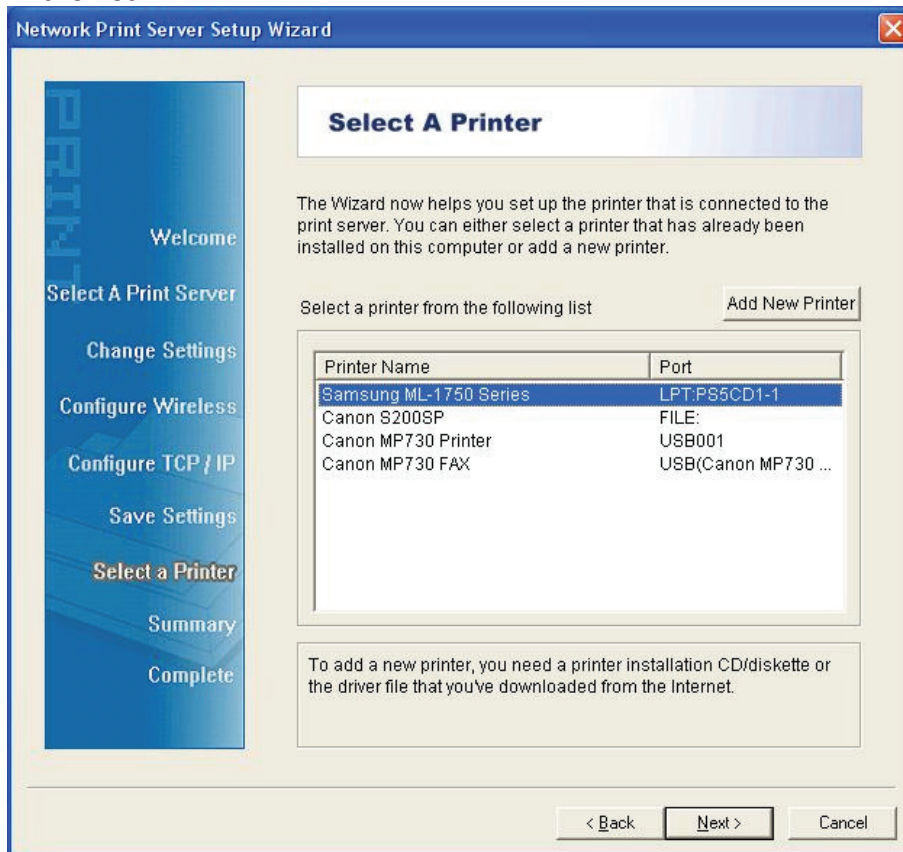 Network Print Server Setup Wizard
PRINT
Welcome
Select A Print Server
Change Settings
Configure Wireless
Configure TCP / IP
Save Settings
Select a Printer
Summary
Complete
Select A Printer
The Wizard now helps you set up the printer that is connected to the
print server. You can either select a printer that has already been
installed on this computer or add a new printer.
Select a printer from the following list
Add New Printer
Printer Name Port
Samsung ML-1750 Series LPT:PS5CD1-1
Canon S200SP FILE:
Canon MP730 Printer USB001
Canon MP730 FAX USB(Canon MP730 ...
To add a new printer, you need a printer installation CD/diskette or
the driver file that you've downloaded from the Internet.
< Back Next > Cancel